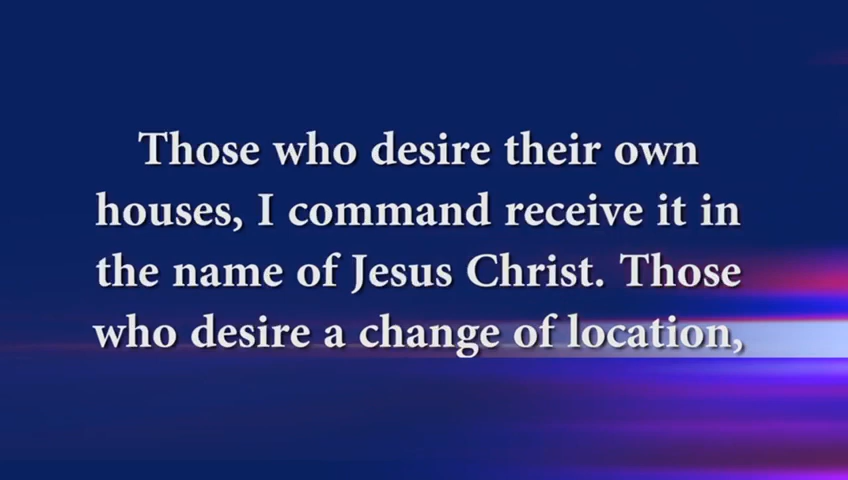 Those who desire their own
houses, I command receive it in
the name of Jesus Christ. Those
who desire a change of location,